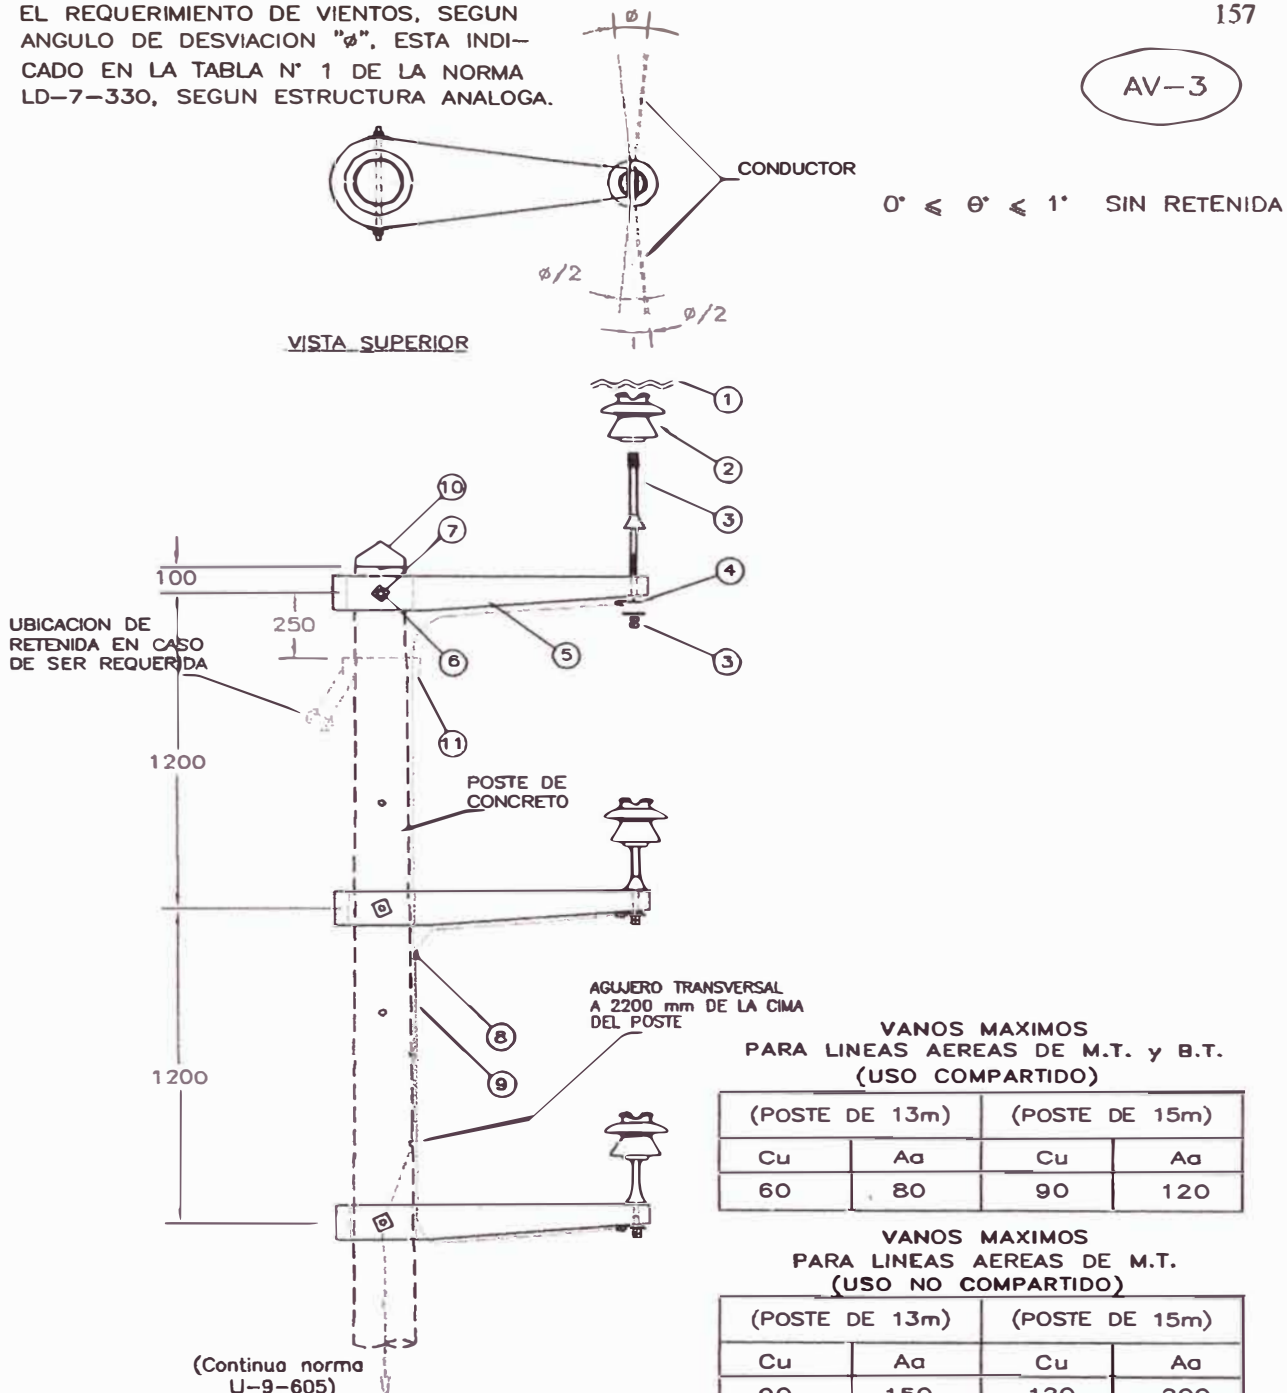 EL REQUERIMIENTO DE VIENTOS, SEGUN
ANGULO DE DESVIACION "ø", ESTA INDI-
CADO EN LA TABLA N° 1 DE LA NORMA
LD-7-330, SEGUN ESTRUCTURA ANALOGA.
157
AV-3
ø
CONDUCTOR
0° ≤ θ° ≤ 1° SIN RETENIDA
ø/2
ø/2
VISTA SUPERIOR
1
2
10
3
7
4
100
UBICACION DE
RETENIDA EN CASO
DE SER REQUERIDA
250
6
5
3
11
1200
POSTE DE
CONCRETO
AGUJERO TRANSVERSAL
A 2200 mm DE LA CIMA
DEL POSTE
8
9
1200
VANOS MAXIMOS
PARA LINEAS AEREAS DE M.T. y B.T.
(USO COMPARTIDO)
(POSTE DE 13m) (POSTE DE 15m)
Cu Aa Cu Aa
60 80 90 120
VANOS MAXIMOS
PARA LINEAS AEREAS DE M.T.
(USO NO COMPARTIDO)
(POSTE DE 13m) (POSTE DE 15m)
Cu Aa Cu Aa
150
(Continua norma
LI-9-605)